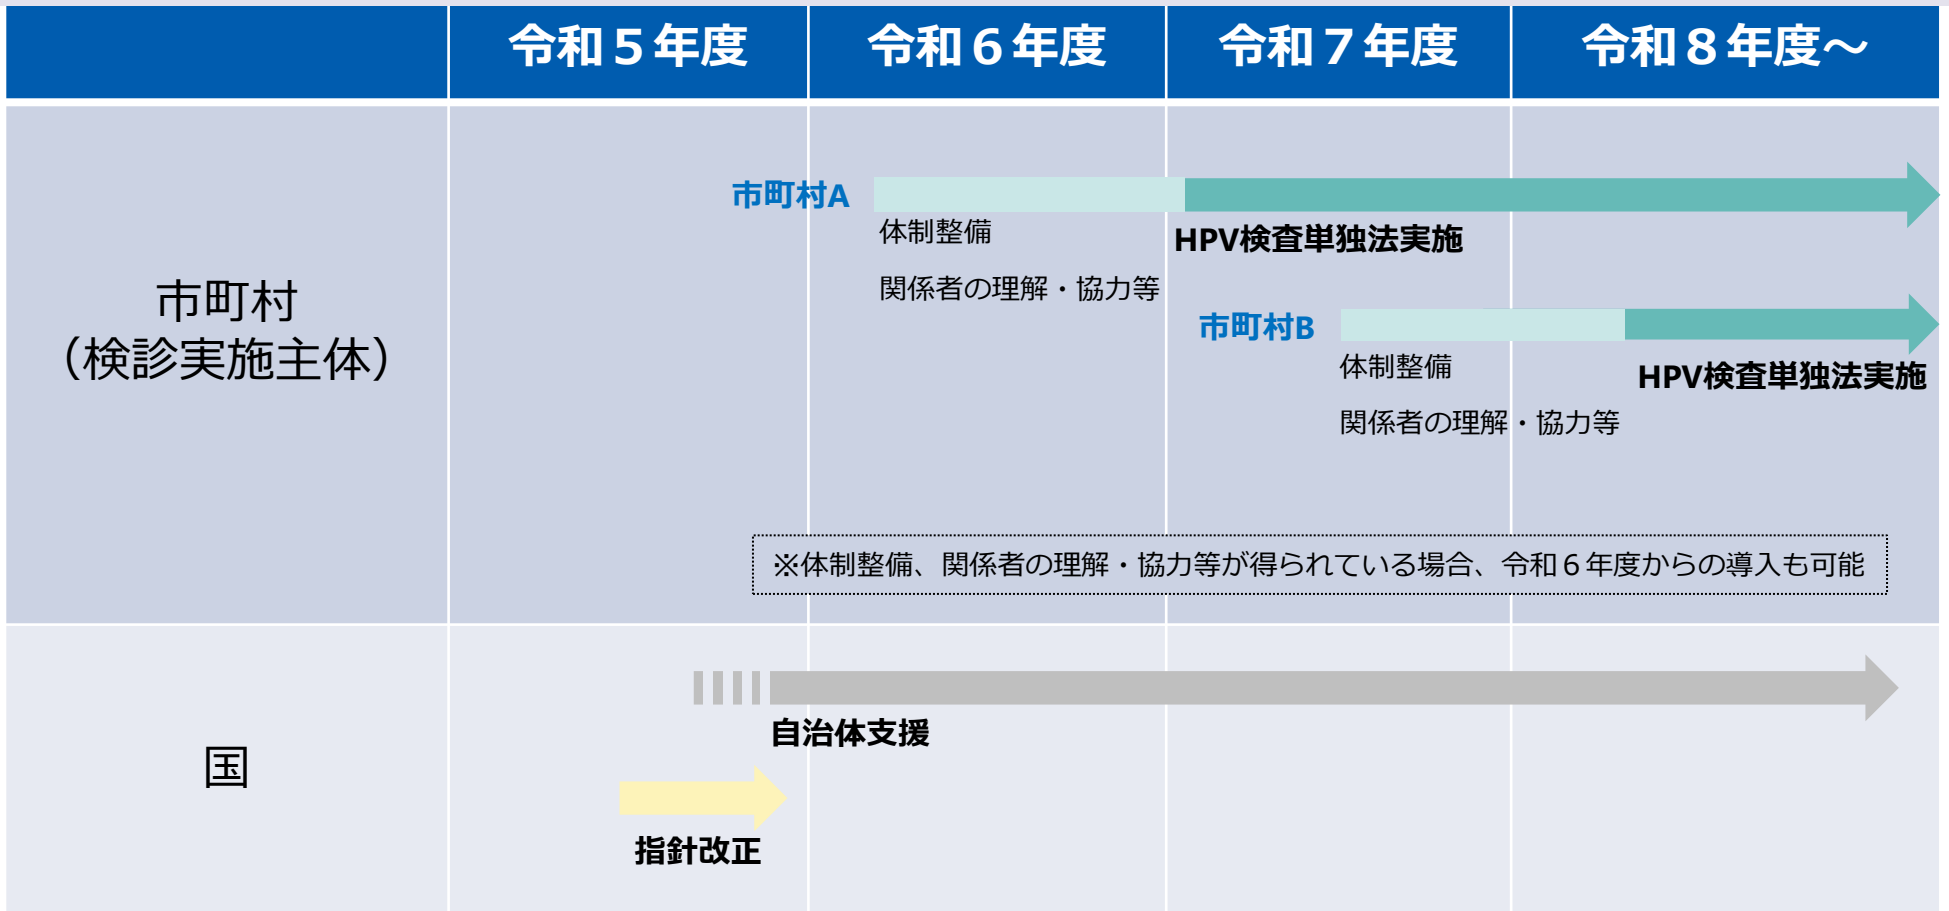 令和５年度
令和６年度
令和７年度
令和８年度～
市町村
（検診実施主体）
市町村A
体制整備
関係者の理解・協力等
HPV検査単独法実施
市町村B
体制整備
関係者の理解・協力等
HPV検査単独法実施
※体制整備、関係者の理解・協力等が得られている場合、令和６年度からの導入も可能
国
自治体支援
指針改正